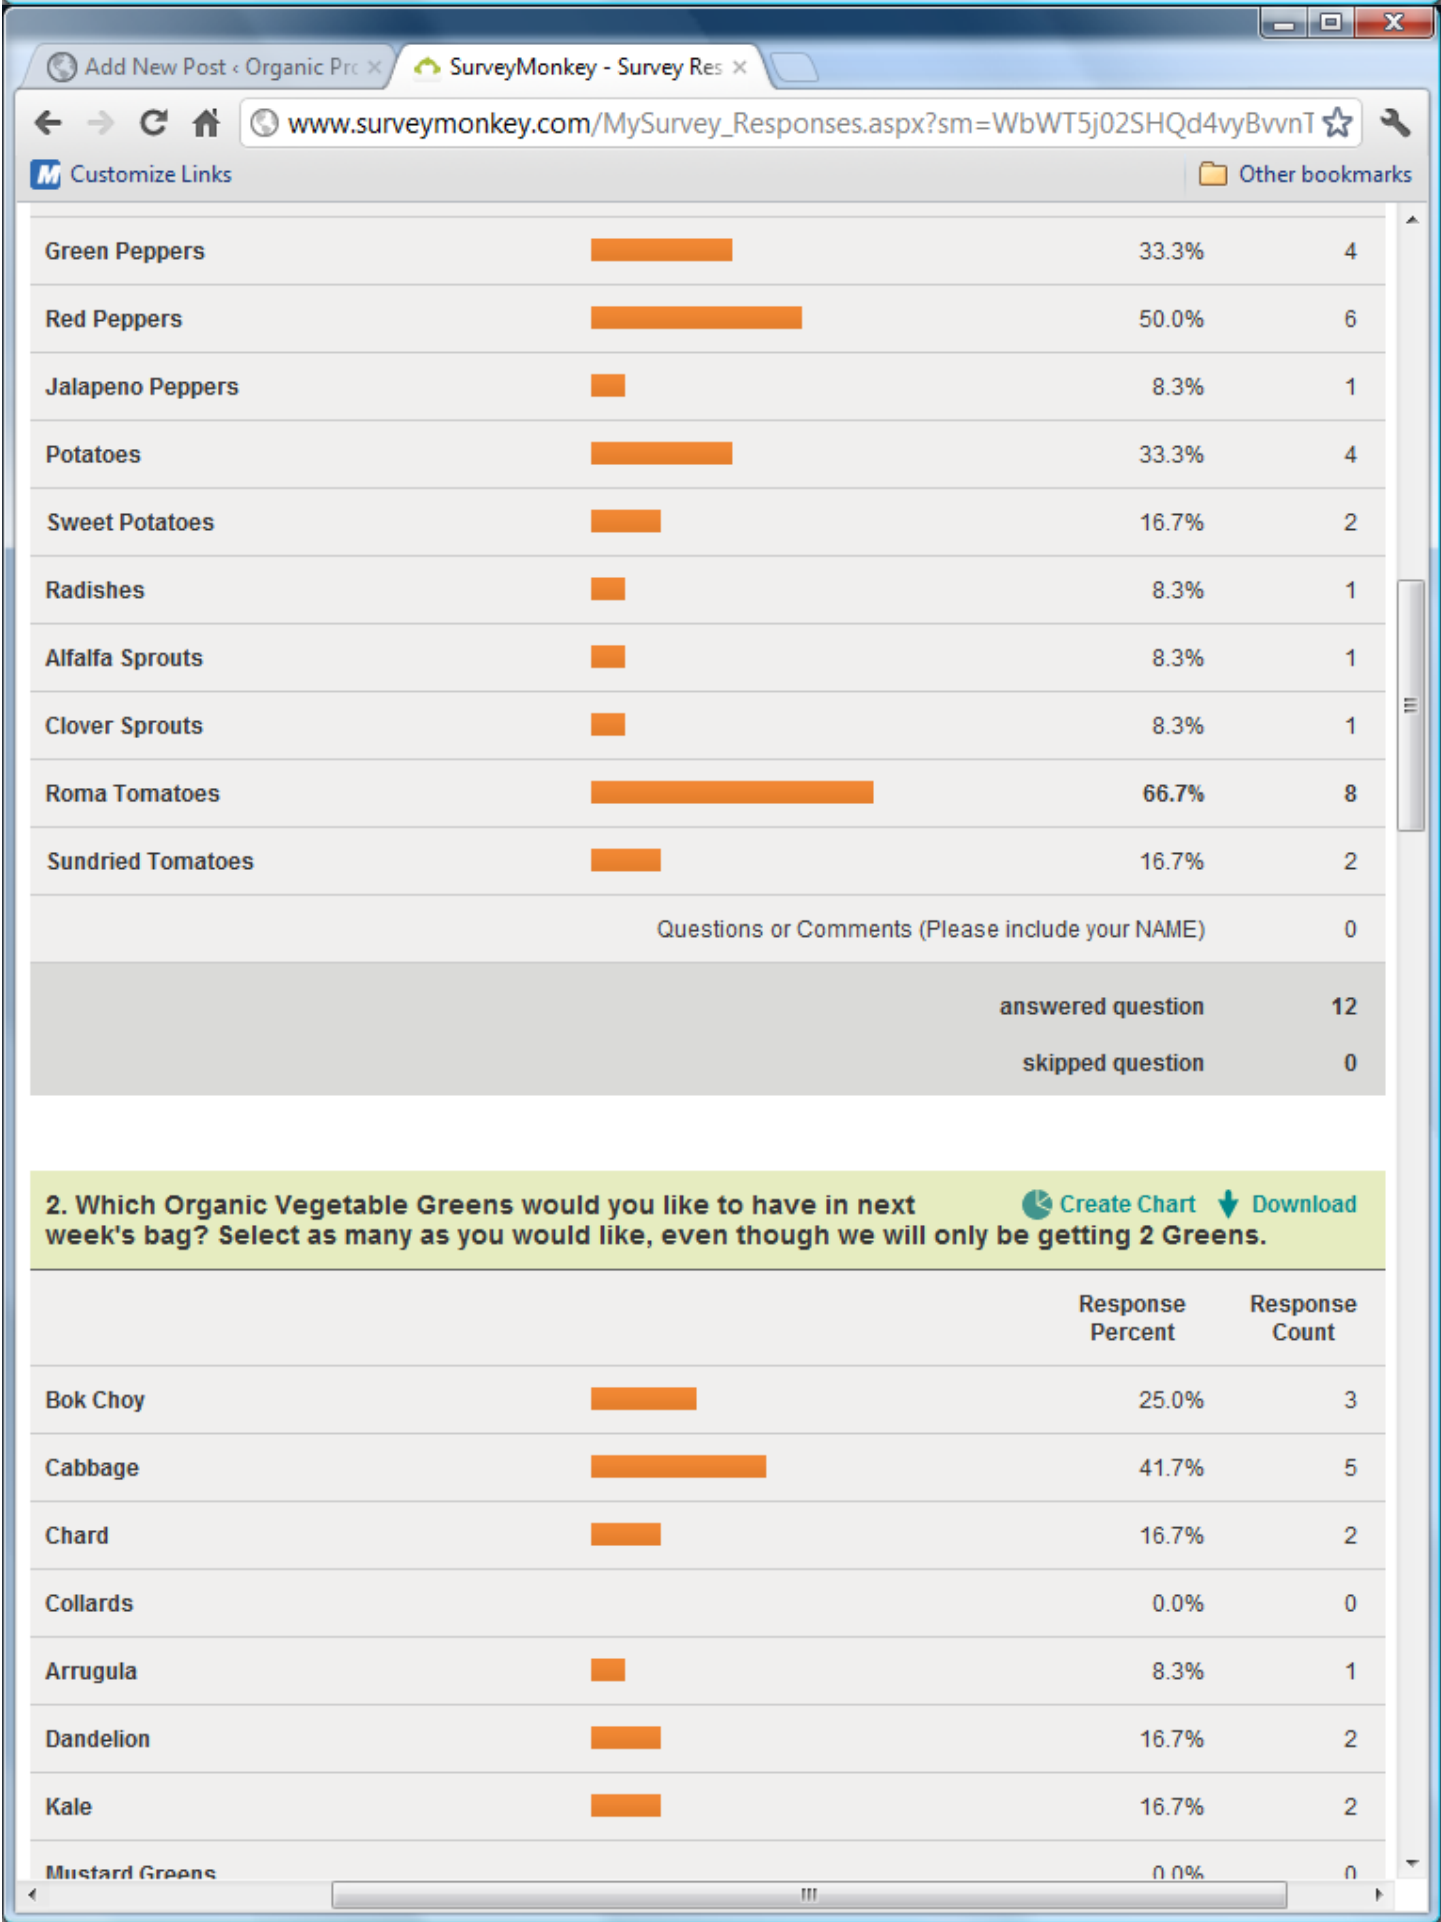 Add New Post ‹ Organic Pro
SurveyMonkey - Survey Res
www.surveymonkey.com/MySurvey_Responses.aspx?sm=WbWT5j02SHQd4vyBvvnT
Customize Links
Other bookmarks
Green Peppers 33.3% 4
Red Peppers 50.0% 6
Jalapeno Peppers 8.3% 1
Potatoes 33.3% 4
Sweet Potatoes 16.7% 2
Radishes 8.3% 1
Alfalfa Sprouts 8.3% 1
Clover Sprouts 8.3% 1
Roma Tomatoes 66.7% 8
Sundried Tomatoes 16.7% 2
Questions or Comments (Please include your NAME) 0
answered question 12
skipped question 0
2. Which Organic Vegetable Greens would you like to have in next
Create Chart Download
week's bag? Select as many as you would like, even though we will only be getting 2 Greens.
Response Response
Percent Count
Bok Choy 25.0% 3
Cabbage 41.7% 5
Chard 16.7% 2
Collards 0.0% 0
Arrugula 8.3% 1
Dandelion 16.7% 2
Kale 16.7% 2
Mustard Greens 0.0% 0